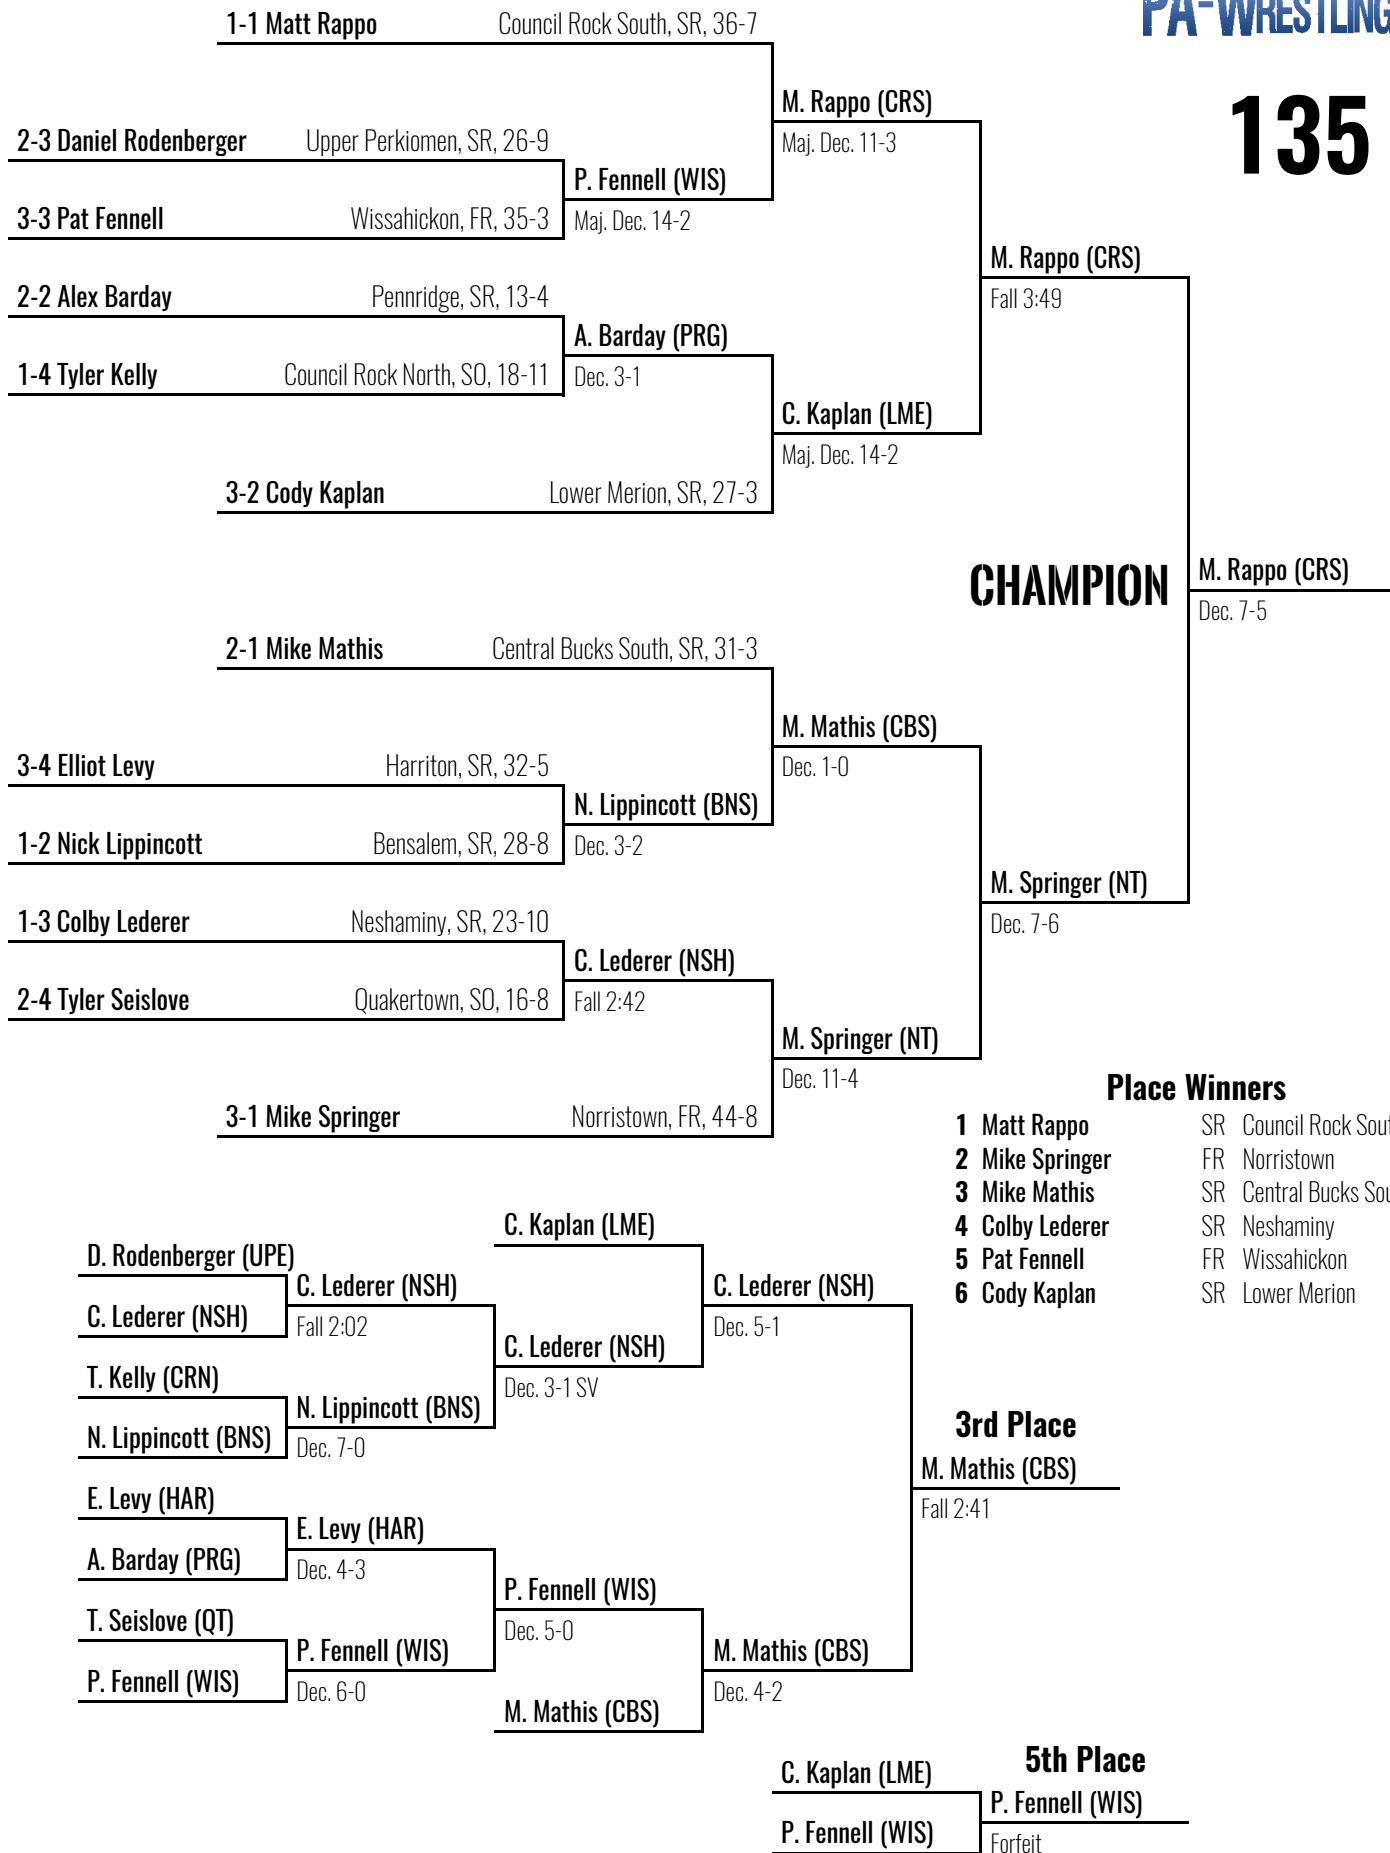 PA-WRESTLING
135
1-1 Matt Rappo Council Rock South, SR, 36-7
M. Rappo (CRS)
Maj. Dec. 11-3
2-3 Daniel Rodenberger Upper Perkiomen, SR, 26-9
P. Fennell (WIS)
Maj. Dec. 14-2
3-3 Pat Fennell Wissahickon, FR, 35-3
M. Rappo (CRS)
Fall 3:49
2-2 Alex Barday Pennridge, SR, 13-4
A. Barday (PRG)
Dec. 3-1
1-4 Tyler Kelly Council Rock North, SO, 18-11
C. Kaplan (LME)
Maj. Dec. 14-2
3-2 Cody Kaplan Lower Merion, SR, 27-3
CHAMPION
M. Rappo (CRS)
Dec. 7-5
2-1 Mike Mathis Central Bucks South, SR, 31-3
M. Mathis (CBS)
Dec. 1-0
3-4 Elliot Levy Harriton, SR, 32-5
N. Lippincott (BNS)
Dec. 3-2
1-2 Nick Lippincott Bensalem, SR, 28-8
M. Springer (NT)
Dec. 7-6
1-3 Colby Lederer Neshaminy, SR, 23-10
C. Lederer (NSH)
Fall 2:42
2-4 Tyler Seislove Quakertown, SO, 16-8
M. Springer (NT)
Dec. 11-4
3-1 Mike Springer Norristown, FR, 44-8
Place Winners
1 Matt Rappo SR Council Rock Sout
2 Mike Springer FR Norristown
3 Mike Mathis SR Central Bucks Sou
4 Colby Lederer SR Neshaminy
5 Pat Fennell FR Wissahickon
6 Cody Kaplan SR Lower Merion
C. Kaplan (LME)
D. Rodenberger (UPE)
C. Lederer (NSH)
Fall 2:02
C. Lederer (NSH)
C. Lederer (NSH)
Dec. 5-1
C. Lederer (NSH)
Dec. 3-1 SV
T. Kelly (CRN)
N. Lippincott (BNS)
Dec. 7-0
N. Lippincott (BNS)
3rd Place
M. Mathis (CBS)
Fall 2:41
E. Levy (HAR)
E. Levy (HAR)
Dec. 4-3
A. Barday (PRG)
P. Fennell (WIS)
Dec. 5-0
T. Seislove (QT)
P. Fennell (WIS)
Dec. 6-0
P. Fennell (WIS)
M. Mathis (CBS)
Dec. 4-2
M. Mathis (CBS)
5th Place
C. Kaplan (LME)
P. Fennell (WIS)
Forfeit
P. Fennell (WIS)